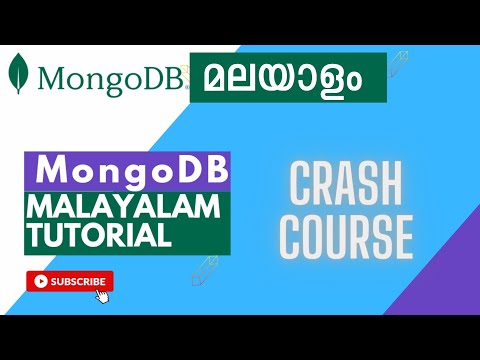 MongoDB® മലയാളം
MongoDB
MALAYALAM
TUTORIAL
SUBSCRIBE
CRASH
COURSE